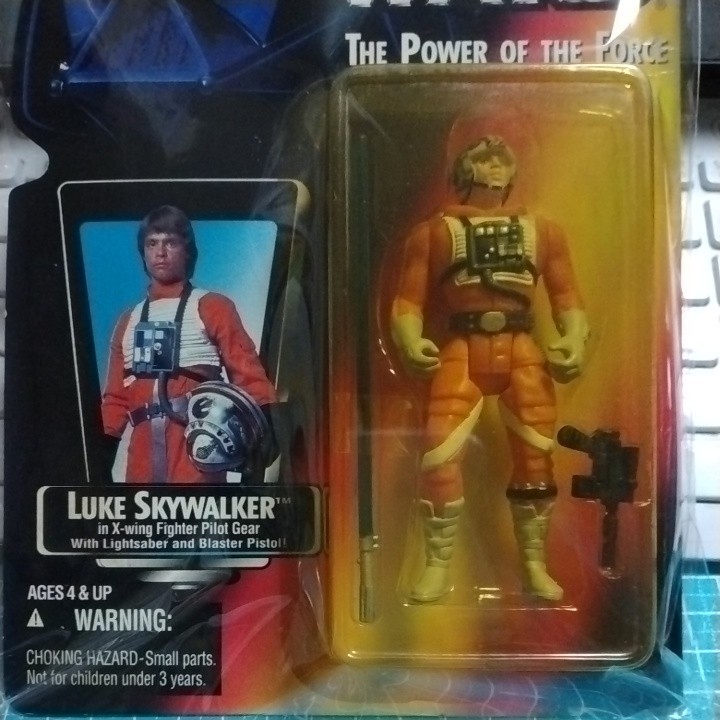 THE POWER OF THE FORCE
LUKE SKYWALKER™
in X-wing Fighter Pilot Gear
With Lightsaber and Blaster Pistol!
AGES 4 & UP
WARNING:
CHOKING HAZARD-Small parts.
Not for children under 3 years.